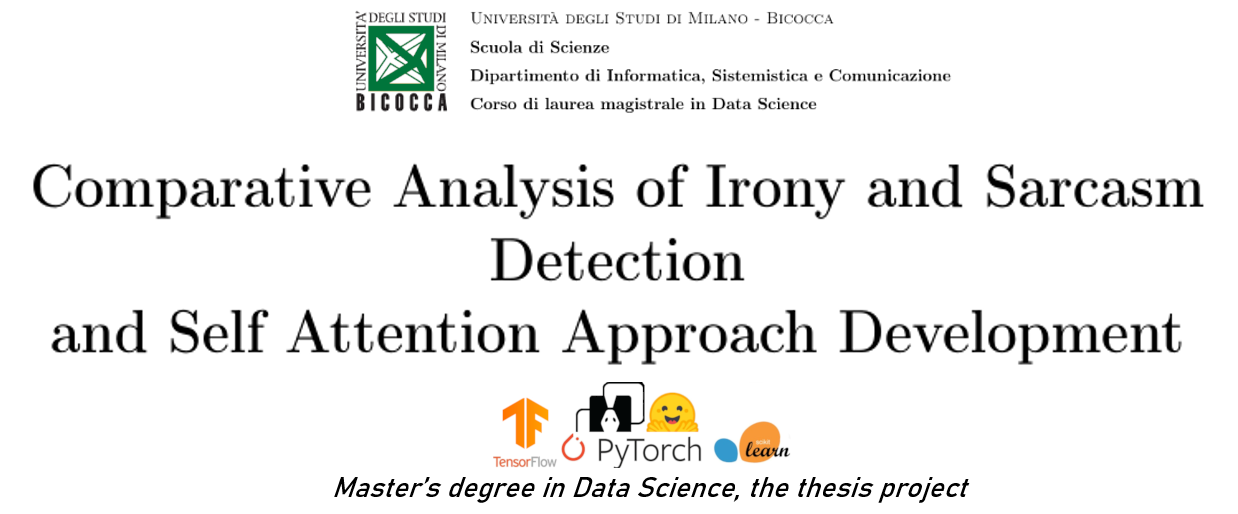 UNIVERSITA' DEGLI STUDI DI MILANO
BICOCCA
Università degli Studi di Milano - Bicocca
Scuola di Scienze
Dipartimento di Informatica, Sistemistica e Comunicazione
Corso di laurea magistrale in Data Science
Comparative Analysis of Irony and Sarcasm
Detection
and Self Attention Approach Development
TensorFlow
PyTorch
scikit
learn
Master's degree in Data Science, the thesis project